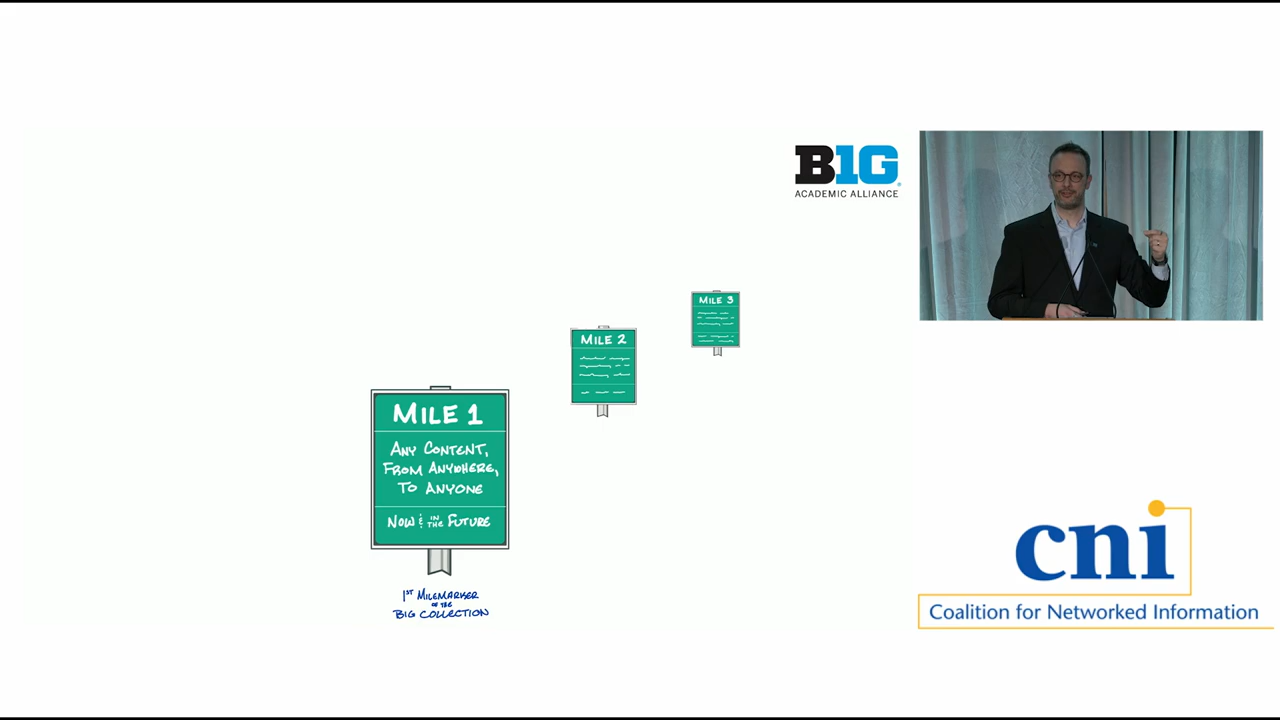 B1G
ACADEMIC ALLIANCE
MILE 3
MILE 2
MILE 1
ANY CONTENT,
FROM ANYWHERE,
TO ANYONE
NOW & IN THE FUTURE
1ST MILEMARKER
OF THE
BIG COLLECTION
cni
Coalition for Networked Information